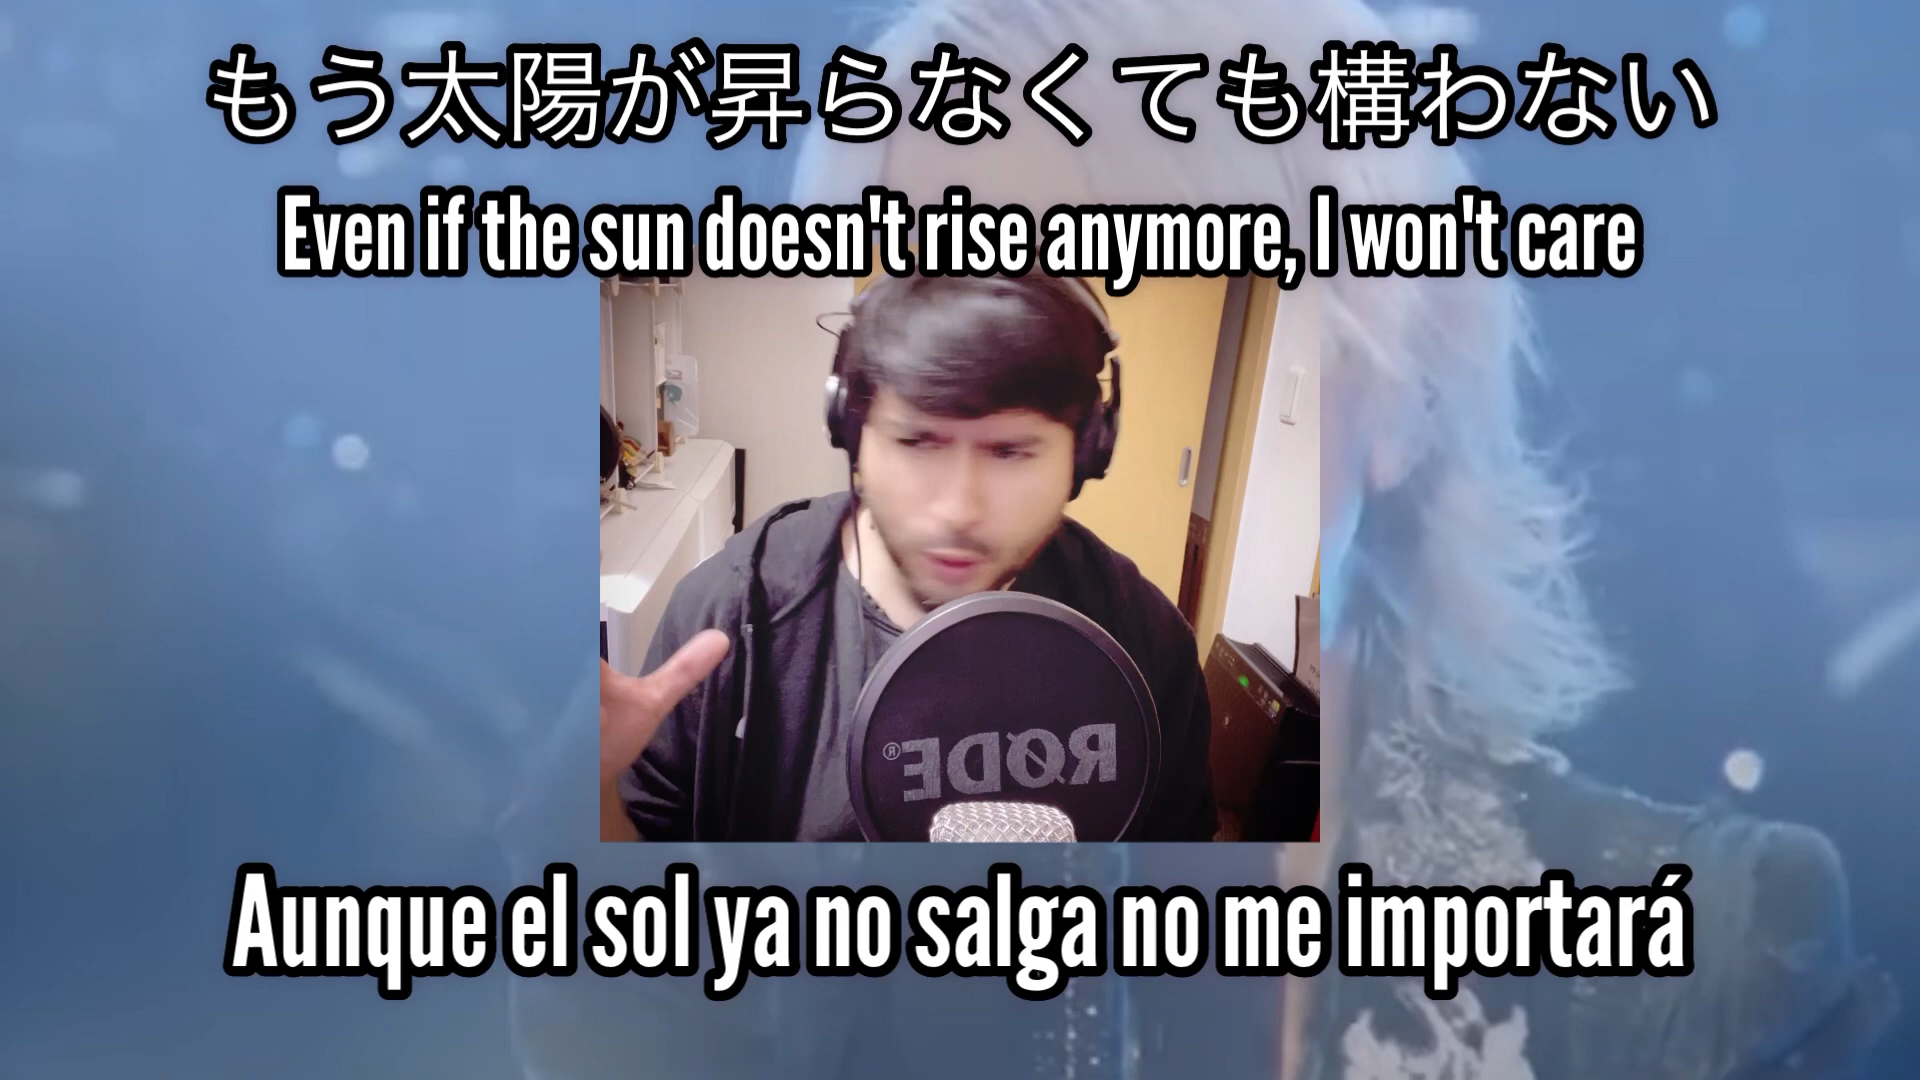 もう太陽が昇らなくても構わない
Even if the sun doesn't rise anymore, I won't care
RØDE®
Aunque el sol ya no salga no me importará